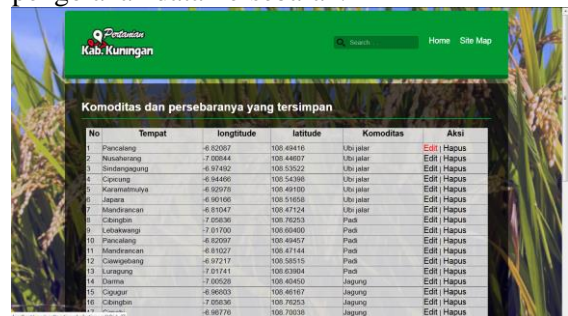 Pertanian
Kab. Kuningan
Search
Home Site Map
Komoditas dan persebaranya yang tersimpan
No Tempat longtitude latitude Komoditas Aksi
1 Pancalang -6.82087 108.49416 Ubi jalar Edit | Hapus
2 Nusaherang -7.00844 108.44607 Ubi jalar Edit | Hapus
3 Sindangagung -6.97492 108.53522 Ubi jalar Edit | Hapus
4 Cipicung -6.94466 108.54398 Ubi jalar Edit | Hapus
5 Karamatmulya -6.92978 108.49100 Ubi jalar Edit | Hapus
6 Japara -6.90166 108.51658 Ubi jalar Edit | Hapus
7 Mandirancan -6.81047 108.47124 Ubi jalar Edit | Hapus
8 Cibingbin -7.05836 108.76253 Padi Edit | Hapus
9 Lebakwangi -7.01700 108.60400 Padi Edit | Hapus
10 Pancalang -6.82097 108.49457 Padi Edit | Hapus
11 Mandirancan -6.81027 108.47144 Padi Edit | Hapus
12 Ciawigebang -6.97217 108.58515 Padi Edit | Hapus
13 Luragung -7.01741 108.63904 Padi Edit | Hapus
14 Darma -7.00528 108.40450 Jagung Edit | Hapus
15 Cigugur -6.96803 108.46167 Jagung Edit | Hapus
16 Cibingbin -7.05836 108.76253 Jagung Edit | Hapus
-6.98776 108.70038 Jagung Edit | Hapus